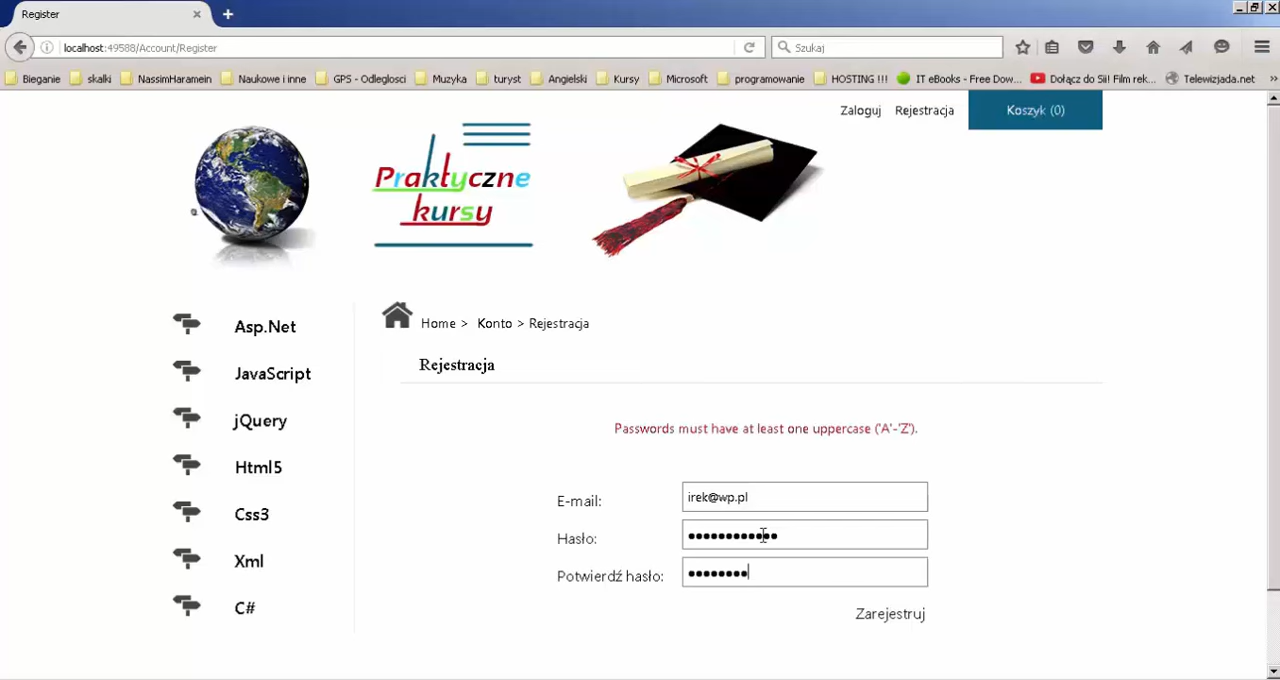 Register
localhost:49588/Account/Register
Szukaj
Bieganie skalki NassimHaramein Naukowe i inne GPS - Odleglosci Muzyka turyst Angielski Kursy Microsoft programowanie HOSTING !!! IT eBooks - Free Dow... Dołącz do Sii! Film rek... Telewizjada.net
Zaloguj Rejestracja Koszyk (0)
Praktyczne
kursy
Home > Konto > Rejestracja
Asp.Net
JavaScript
jQuery
Html5
Css3
Xml
C#
Rejestracja
Passwords must have at least one uppercase ('A'-'Z').
E-mail: irek@wp.pl
Hasło: ••••••••••••
Potwierdź hasło: ••••••••
Zarejestruj